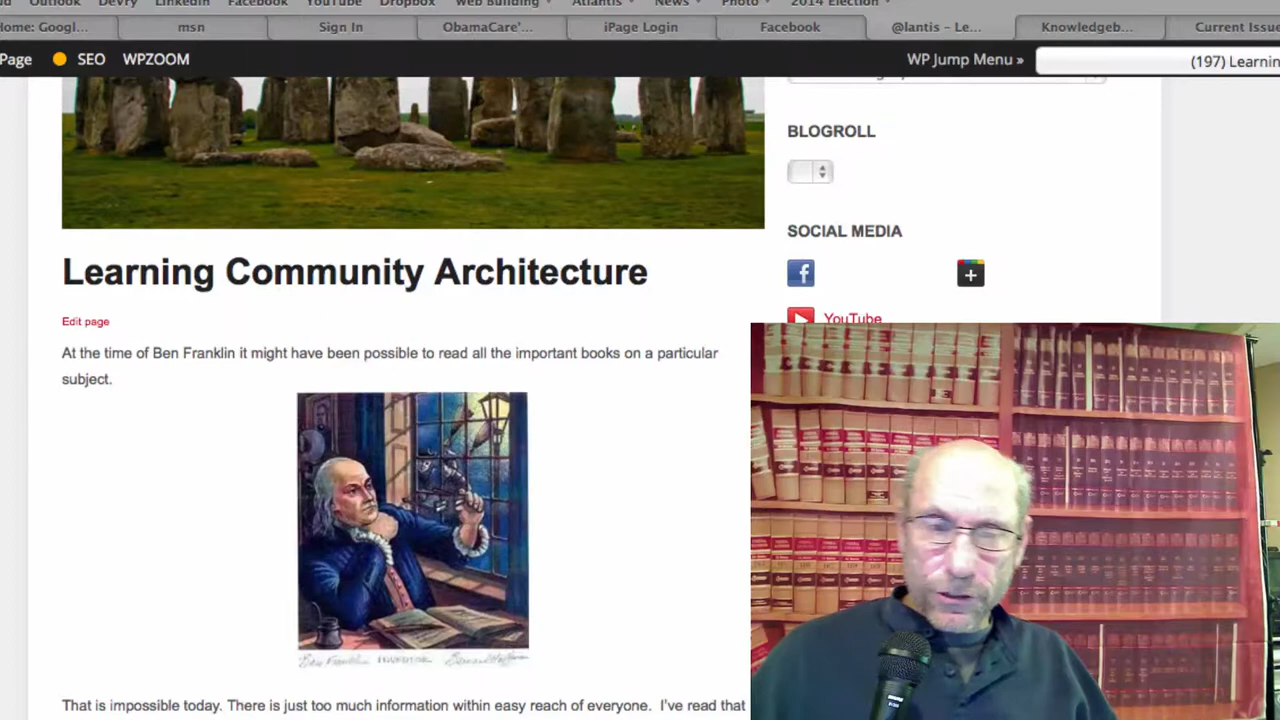 Outlook DeVry LinkedIn Facebook YouTube Dropbox Web Building Atlantis News Photo 2014 Election
Home: Googl... msn Sign In ObamaCare'... iPage Login Facebook @lantis – Le... Knowledgeb... Current Issue
Page SEO WPZOOM WP Jump Menu » (197) Learnin
BLOGROLL
SOCIAL MEDIA
YouTube
Learning Community Architecture
Edit page
At the time of Ben Franklin it might have been possible to read all the important books on a particular
subject.
Ben Franklin INVENTOR
That is impossible today. There is just too much information within easy reach of everyone. I've read that